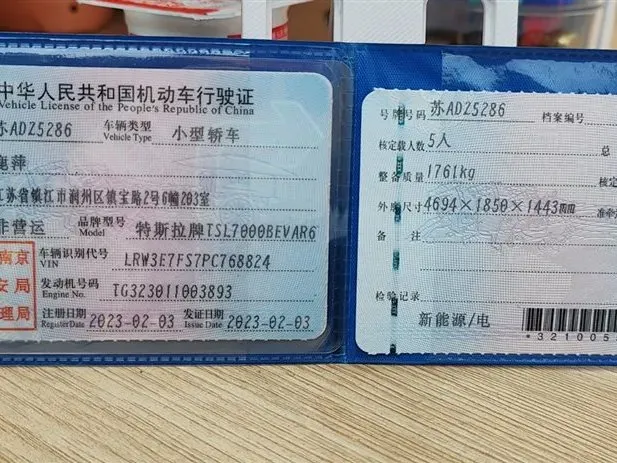 中华人民共和国机动车行驶证
Vehicle License of the People's Republic of China
苏ADZ5286 车辆类型 Vehicle Type 小型轿车
萍
江苏省镇江市润州区镇宝路2号6幢203室
非营运 品牌型号 Model 特斯拉牌TSL7000BEVAR6
南京
安局
理局
车辆识别代号 VIN LRW3E7FS7PC768824
发动机号码 Engine No. TG323011003893
注册日期 Register Date 2023-02-03 发证日期 Issue Date 2023-02-03
号牌号码 苏ADZ5286 档案编号
核定载人数 5人 总
整备质量 1761kg 核定
外廓尺寸 4694×1850×1443 准牵
备 注
检验记录
新能源/电
*321005